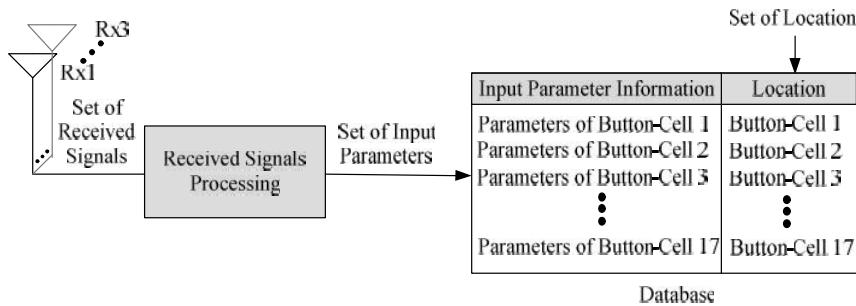 Rx3
Rx1
Set of
Received
Signals
Received Signals
Processing
Set of Input
Parameters
Set of Location
Input Parameter Information Location
Parameters of Button-Cell 1 Button-Cell 1
Parameters of Button-Cell 2 Button-Cell 2
Parameters of Button-Cell 3 Button-Cell 3
Parameters of Button-Cell 17 Button-Cell 17
Database